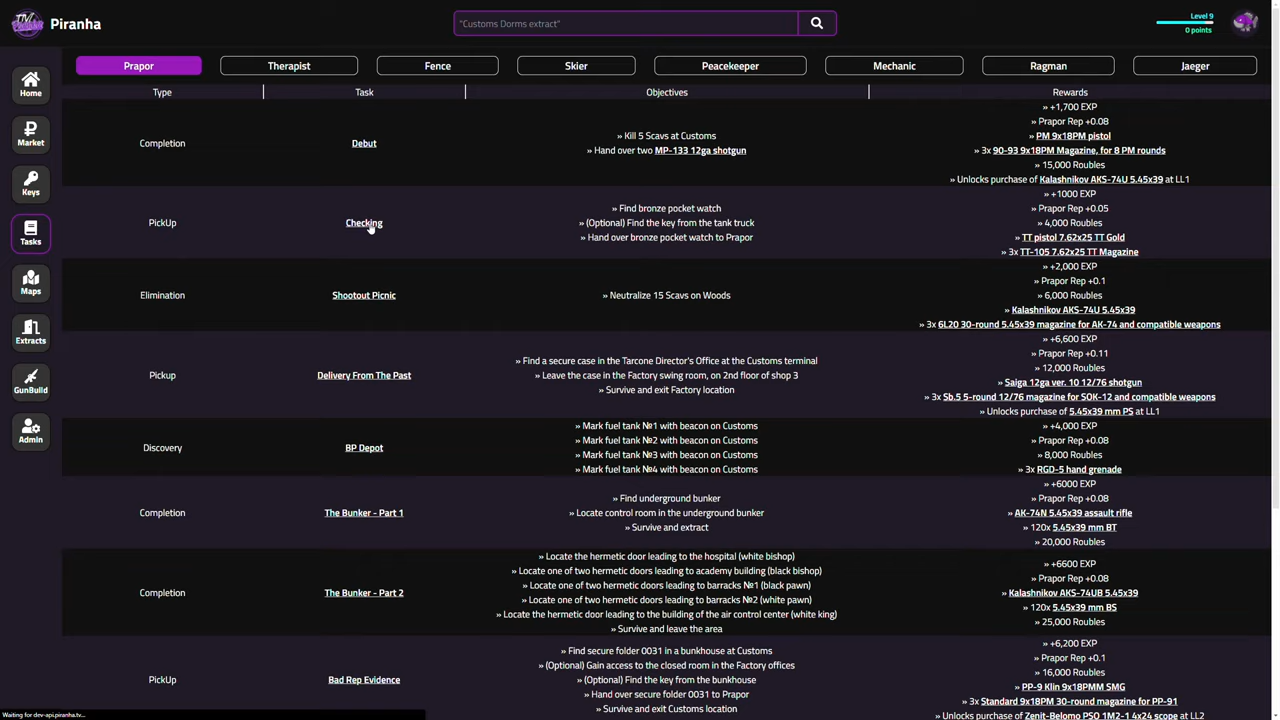 Piranha
"Customs Dorms extract"
Level 9
0 points
Home
Market
Keys
Tasks
Maps
Extracts
GunBuild
Admin
Prapor Therapist Fence Skier Peacekeeper Mechanic Ragman Jaeger
Type Task Objectives Rewards
Completion
Debut
» Kill 5 Scavs at Customs
» Hand over two MP-133 12ga shotgun
» +1,700 EXP
» Prapor Rep +0.08
» PM 9x18PM pistol
» 3x 90-93 9x18PM Magazine, for 8 PM rounds
» 15,000 Roubles
» Unlocks purchase of Kalashnikov AKS-74U 5.45x39 at LL1
PickUp
Checking
» Find bronze pocket watch
» (Optional) Find the key from the tank truck
» Hand over bronze pocket watch to Prapor
» +1000 EXP
» Prapor Rep +0.05
» 4,000 Roubles
» TT pistol 7.62x25 TT Gold
» 3x TT-105 7.62x25 TT Magazine
Elimination
Shootout Picnic
» Neutralize 15 Scavs on Woods
» +2,000 EXP
» Prapor Rep +0.1
» 6,000 Roubles
» Kalashnikov AKS-74U 5.45x39
» 3x 6L20 30-round 5.45x39 magazine for AK-74 and compatible weapons
Pickup
Delivery From The Past
» Find a secure case in the Tarcone Director's Office at the Customs terminal
» Leave the case in the Factory swing room, on 2nd floor of shop 3
» Survive and exit Factory location
» +6,600 EXP
» Prapor Rep +0.11
» 12,000 Roubles
» Saiga 12ga ver. 10 12/76 shotgun
» 3x Sb.5 5-round 12/76 magazine for SOK-12 and compatible weapons
» Unlocks purchase of 5.45x39 mm PS at LL1
Discovery
BP Depot
» Mark fuel tank №1 with beacon on Customs
» Mark fuel tank №2 with beacon on Customs
» Mark fuel tank №3 with beacon on Customs
» Mark fuel tank №4 with beacon on Customs
» +4,000 EXP
» Prapor Rep +0.08
» 8,000 Roubles
» 3x RGD-5 hand grenade
Completion
The Bunker - Part 1
» Find underground bunker
» Locate control room in the underground bunker
» Survive and extract
» +6000 EXP
» Prapor Rep +0.08
» AK-74N 5.45x39 assault rifle
» 120x 5.45x39 mm BT
» 20,000 Roubles
Completion
The Bunker - Part 2
» Locate the hermetic door leading to the hospital (white bishop)
» Locate one of two hermetic doors leading to academy building (black bishop)
» Locate one of two hermetic doors leading to barracks №1 (black pawn)
» Locate one of two hermetic doors leading to barracks №2 (white pawn)
» Locate the hermetic door leading to the building of the air control center (white king)
» Survive and leave the area
» +6600 EXP
» Prapor Rep +0.08
» Kalashnikov AKS-74UB 5.45x39
» 120x 5.45x39 mm BS
» 25,000 Roubles
PickUp
Bad Rep Evidence
» Find secure folder 0031 in a bunkhouse at Customs
» (Optional) Gain access to the closed room in the Factory offices
» (Optional) Find the key from the bunkhouse
» Hand over secure folder 0031 to Prapor
» Survive and exit Customs location
» +6,200 EXP
» Prapor Rep +0.1
» 16,000 Roubles
» PP-9 Klin 9x18PMM SMG
» 3x Standard 9x18PM 30-round magazine for PP-91
» Unlocks purchase of Zenit-Belomo PSO 1M2-1 4x24 scope at LL2
Waiting for dev-api.piranha.tv...